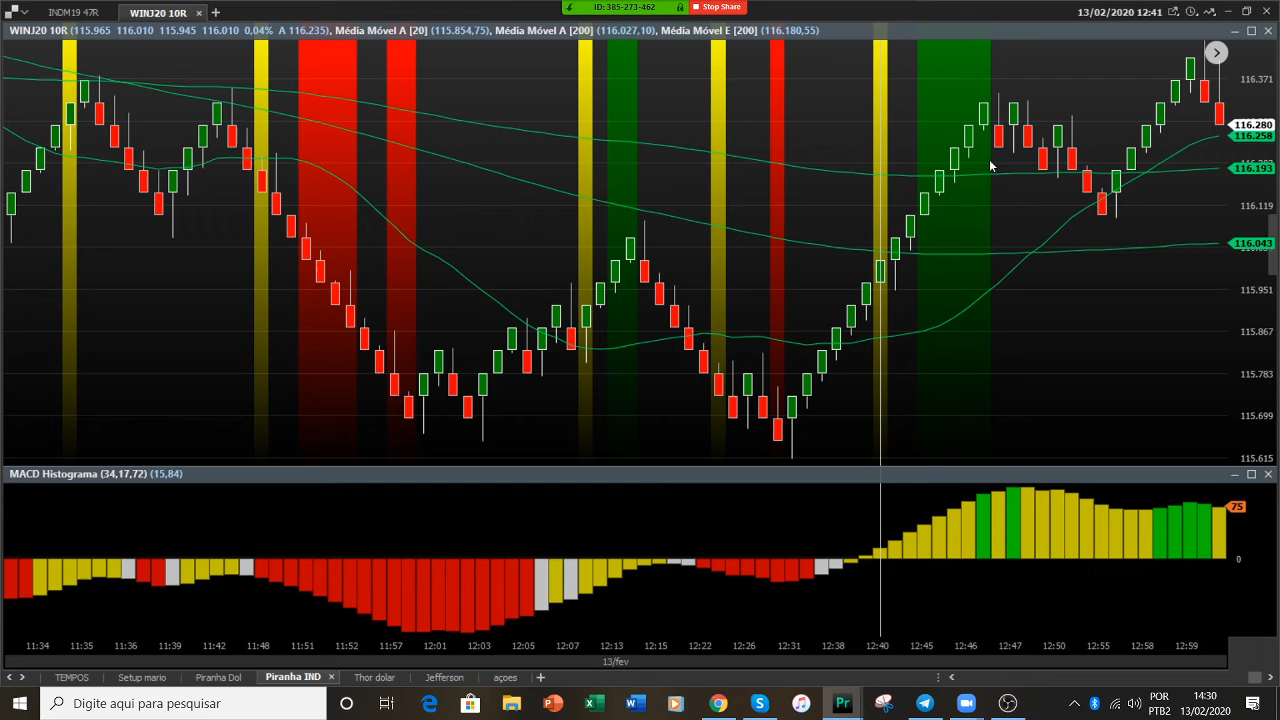 ID: 385-273-462 Stop Share
INDM19 47R WINJ20 10R × + 13/02/2020 12:41
WINJ20 10R (115.965 116.010 115.945 116.010 0,04% A 116.235), Média Móvel A [20] (115.854,75), Média Móvel A [200] (116.027,10), Média Móvel E [200] (116.180,55)
116.371
116.280
116.258
116.193
116.119
116.043
115.951
115.867
115.783
115.699
115.615
MACD Histograma (34,17,72) (15,84)
75
0
11:34 11:35 11:36 11:39 11:42 11:48 11:51 11:52 11:57 12:01 12:03 12:07 12:13 12:15 12:22 12:26 12:31 12:38 12:40 12:45 12:46 12:47 12:50 12:55 12:58 12:59
13/fev
TEMPOS Setup mario Piranha Dol Piranha IND × Thor dolar Jefferson açoes +
Digite aqui para pesquisar
POR
PTB2
14:30
13/02/2020